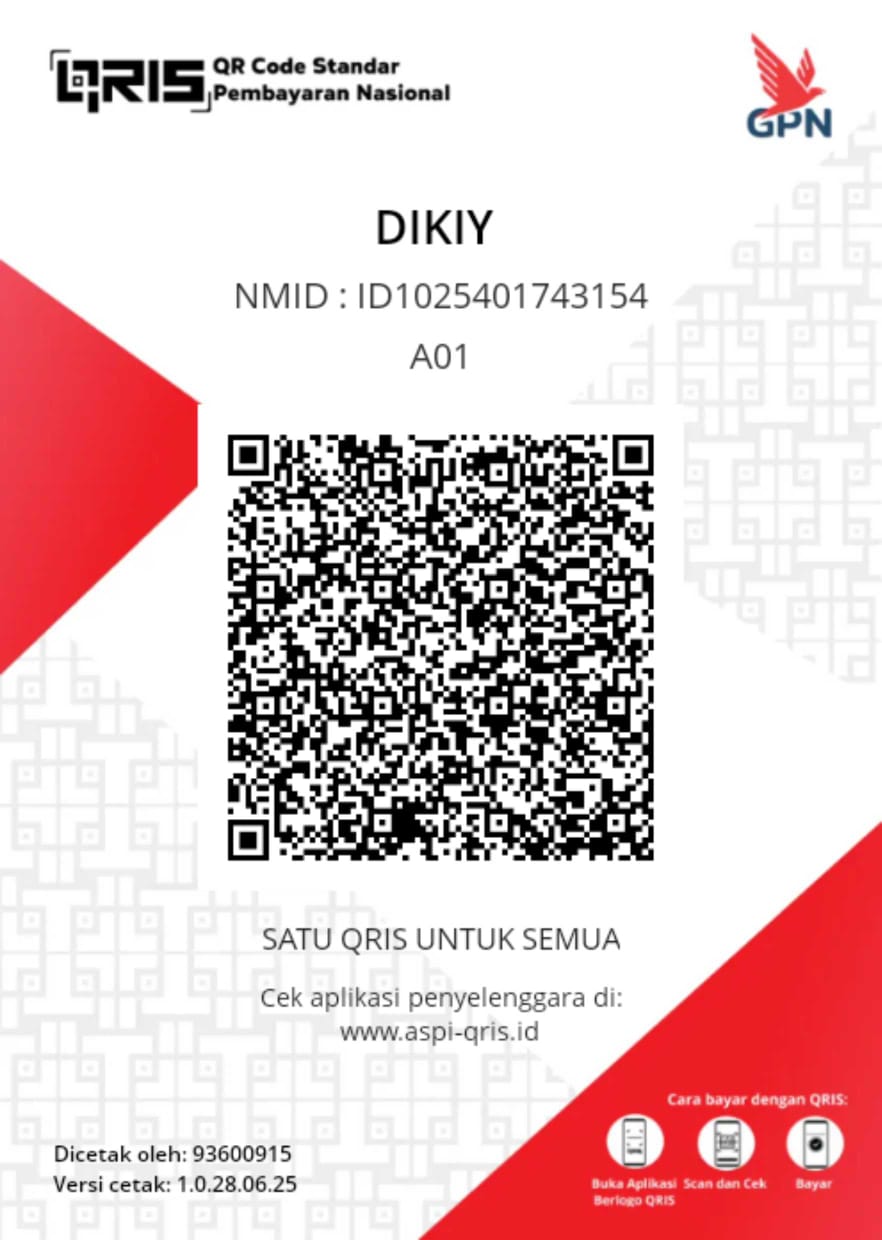 QRIS QR Code Standar
Pembayaran Nasional
GPN
DIKIY
NMID : ID1025401743154
A01
SATU QRIS UNTUK SEMUA
Cek aplikasi penyelenggara di:
www.aspi-qris.id
Dicetak oleh: 93600915
Versi cetak: 1.0.28.06.25
Cara bayar dengan QRIS:
Buka Aplikasi
Berlogo QRIS
Scan dan Cek
Bayar